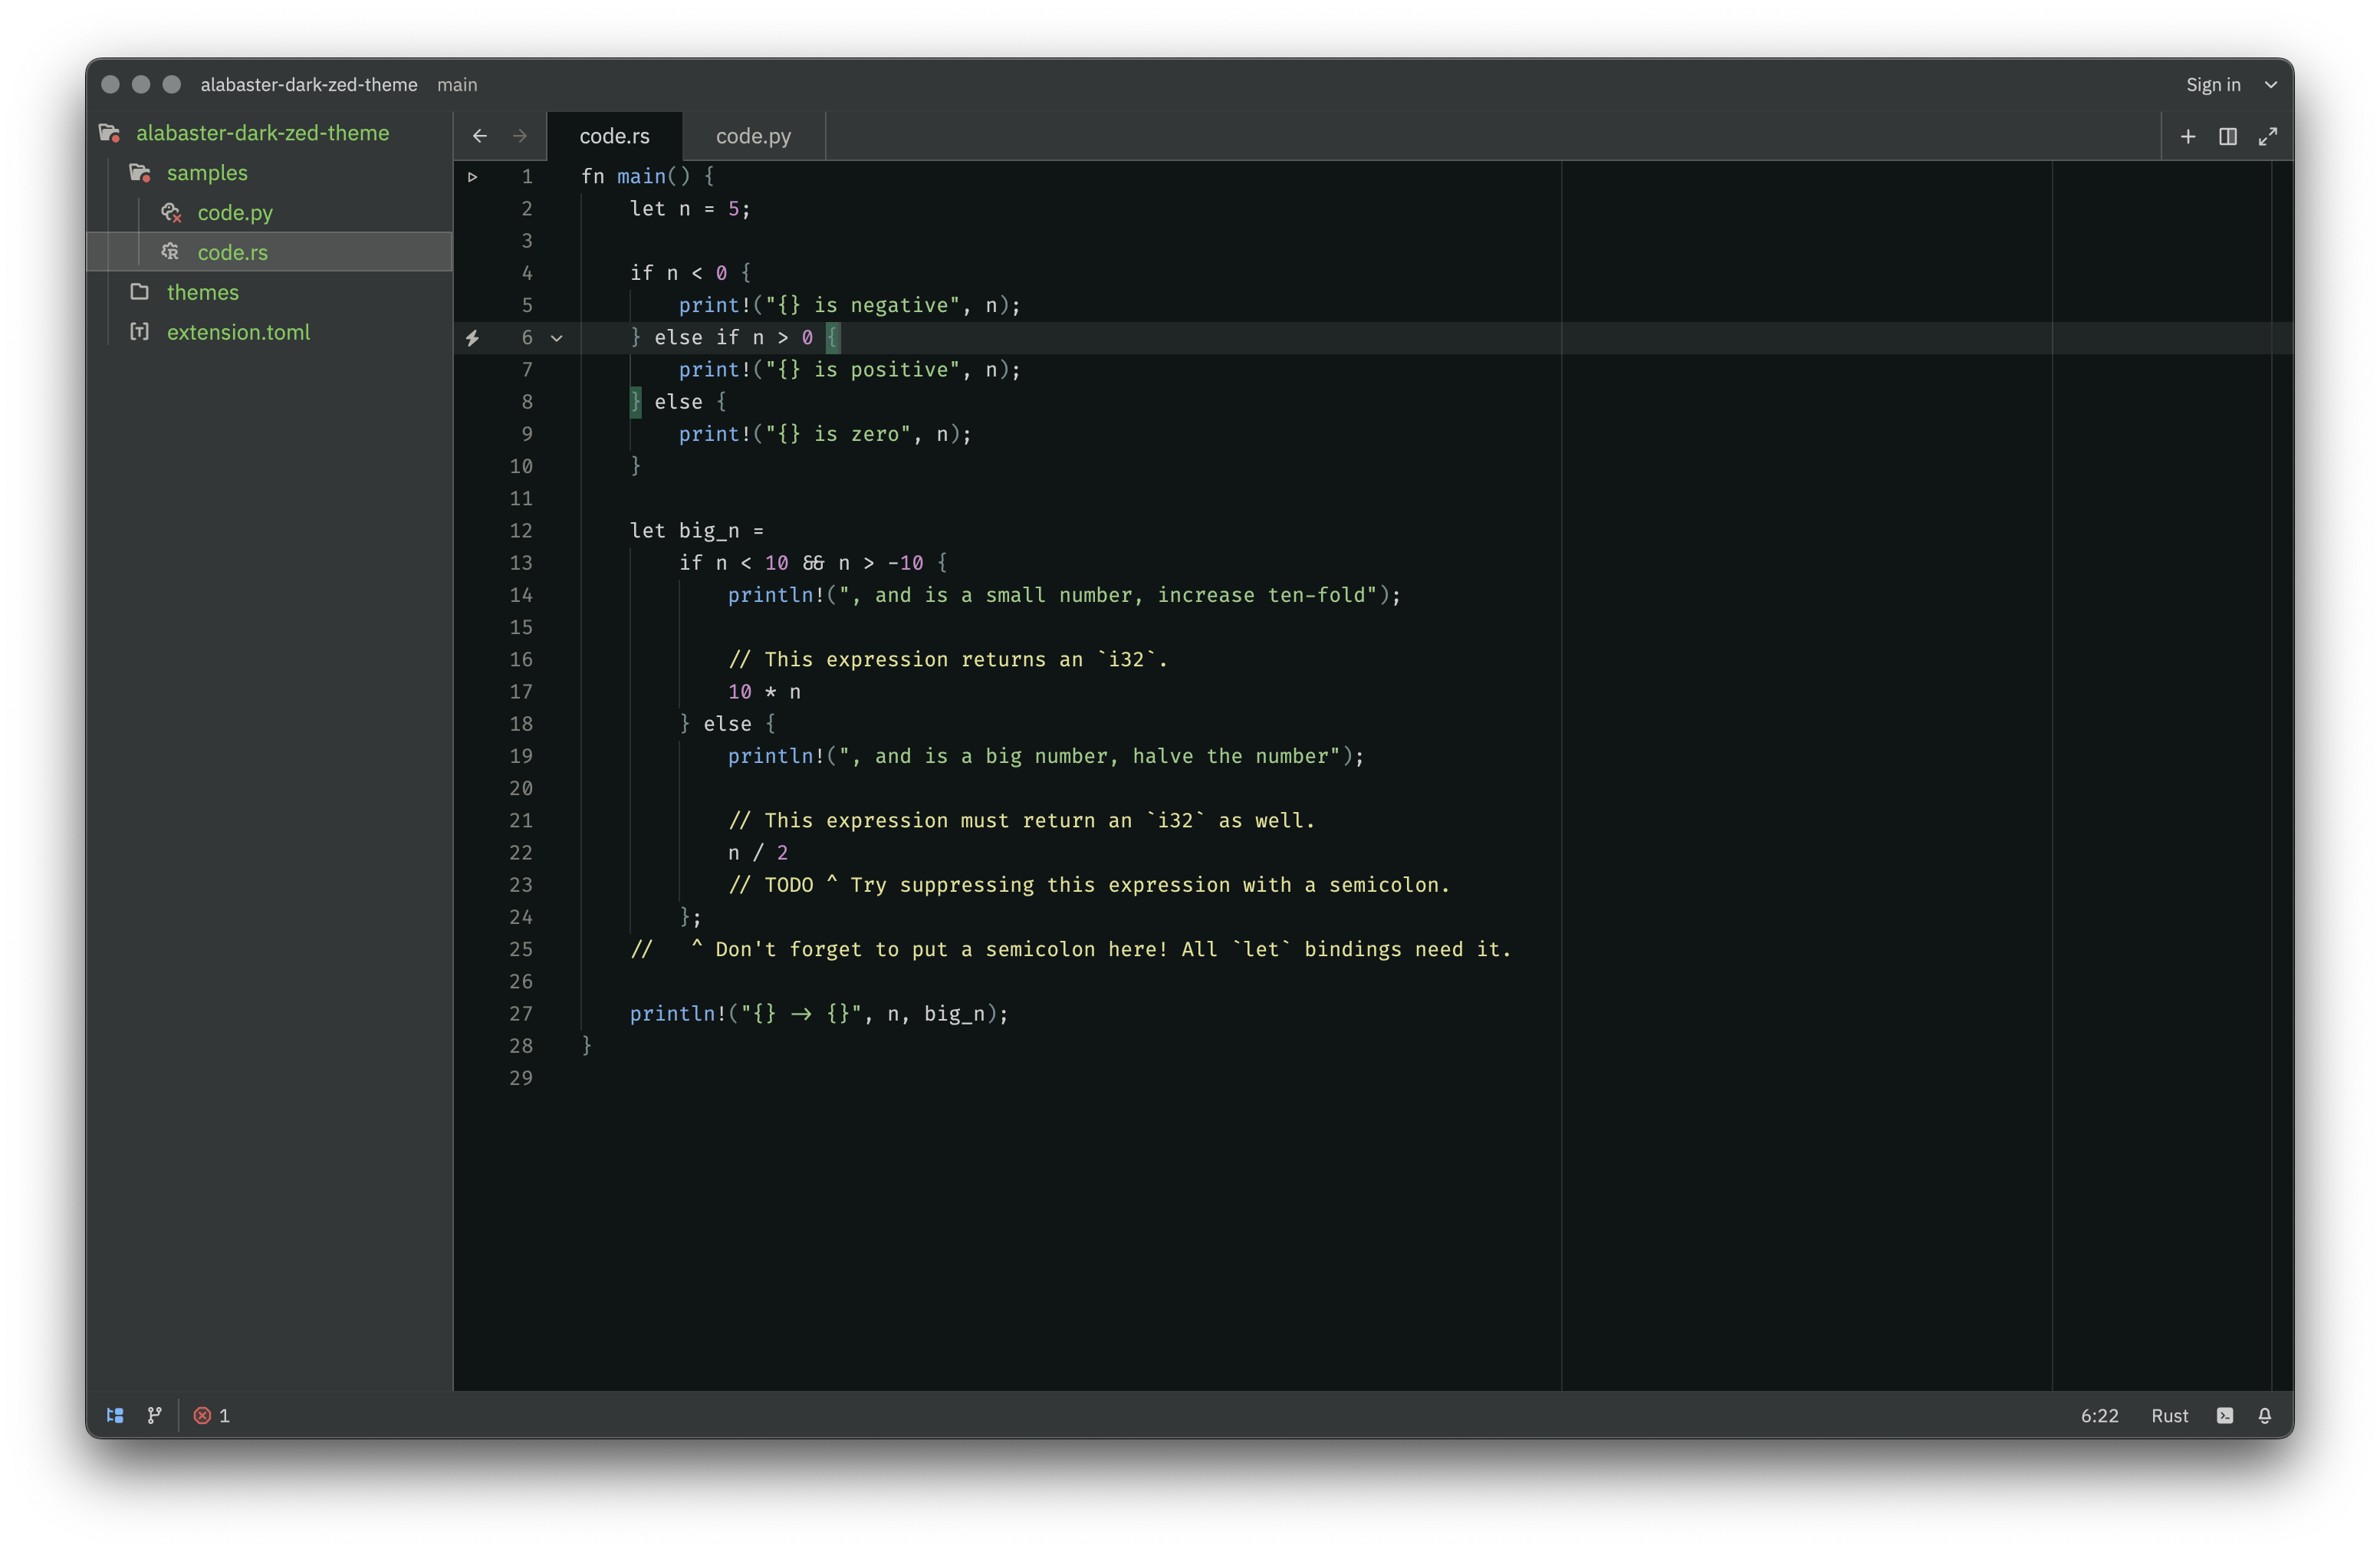 alabaster-dark-zed-theme main
Sign in
alabaster-dark-zed-theme
samples
code.py
code.rs
themes
extension.toml
code.rs
code.py
1 fn main() {
2     let n = 5;
3
4     if n < 0 {
5         print!("{} is negative", n);
6     } else if n > 0 {
7         print!("{} is positive", n);
8     } else {
9         print!("{} is zero", n);
10     }
11
12     let big_n =
13         if n < 10 && n > -10 {
14             println!(", and is a small number, increase ten-fold");
15
16             // This expression returns an `i32`.
17             10 * n
18         } else {
19             println!(", and is a big number, halve the number");
20
21             // This expression must return an `i32` as well.
22             n / 2
23             // TODO ^ Try suppressing this expression with a semicolon.
24         };
25     //   ^ Don't forget to put a semicolon here! All `let` bindings need it.
26
27     println!("{} -> {}", n, big_n);
28 }
29
1
6:22 Rust